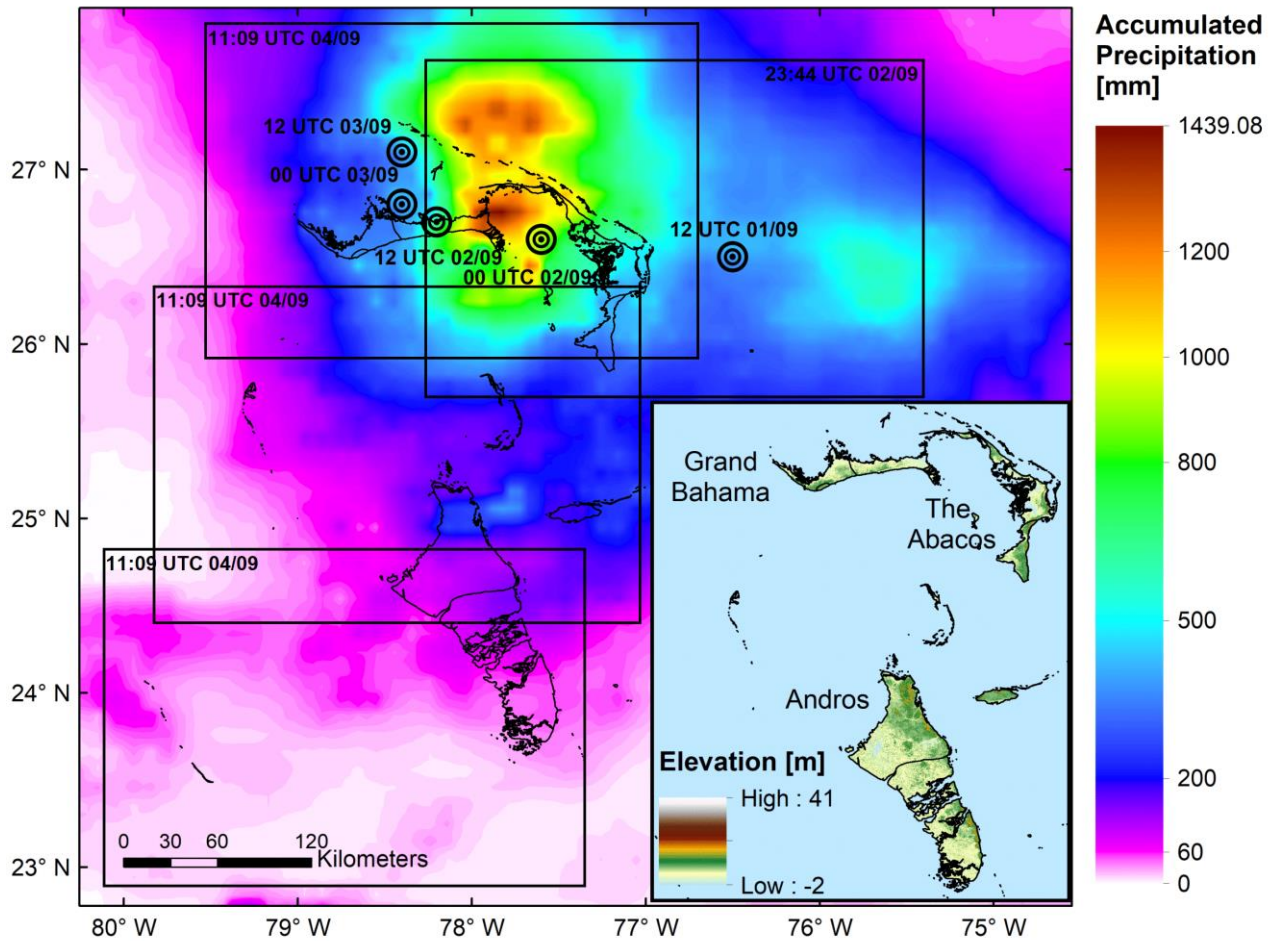 11:09 UTC 04/09
23:44 UTC 02/09
12 UTC 03/09
00 UTC 03/09
12 UTC 02/09
00 UTC 02/09
12 UTC 01/09
11:09 UTC 04/09
11:09 UTC 04/09
27° N
26° N
25° N
24° N
23° N
80° W
79° W
78° W
77° W
76° W
75° W
0 30 60 120
Kilometers
Grand
Bahama
The
Abacos
Andros
Elevation [m]
High : 41
Low : -2
Accumulated
Precipitation
[mm]
1439.08
1200
1000
800
500
200
60
0